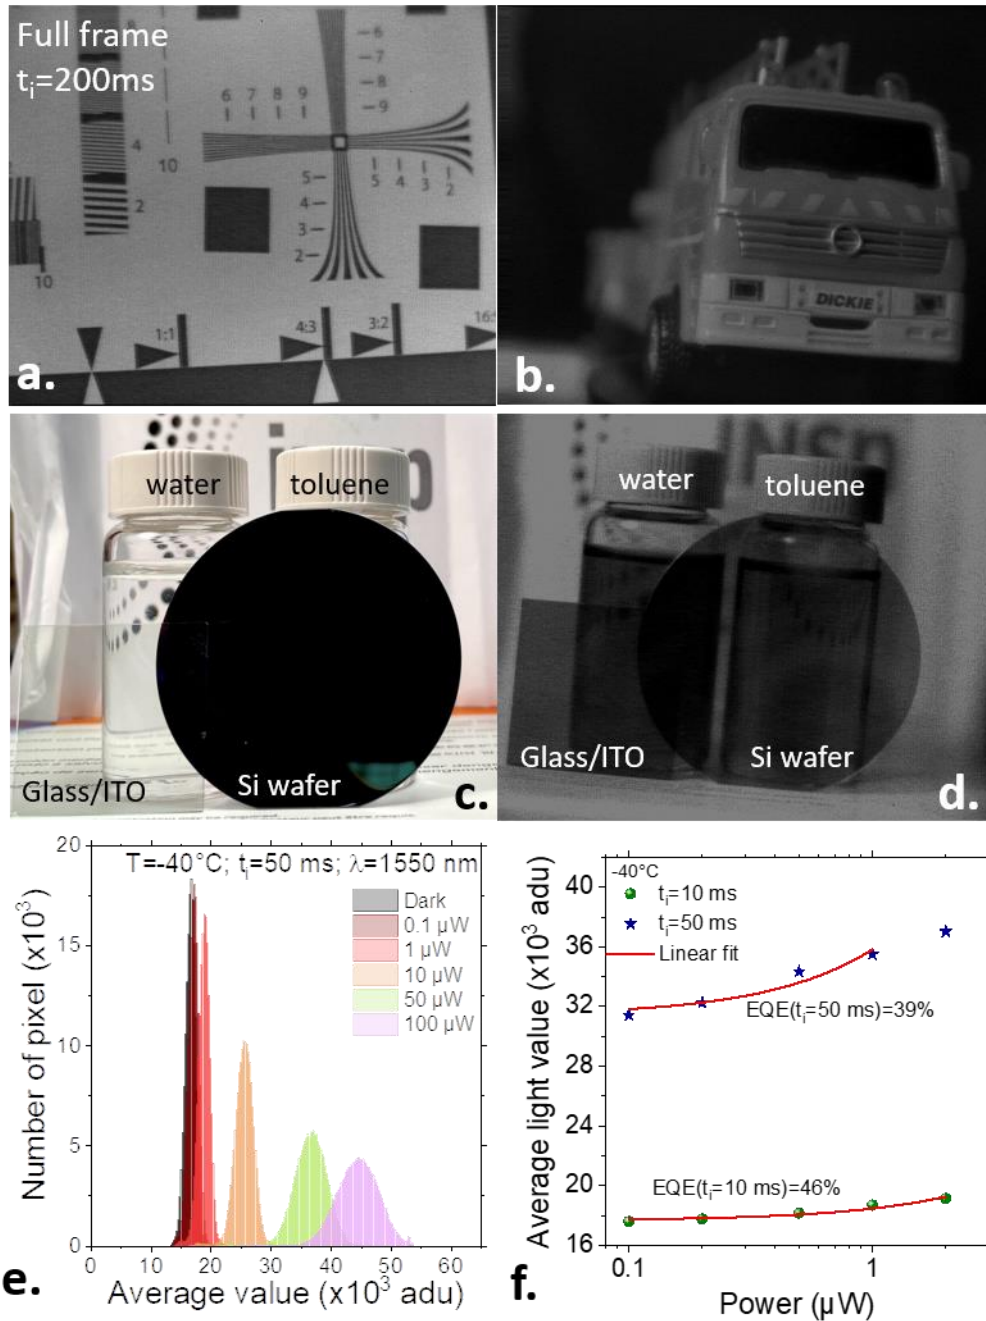 Full frame
tᵢ=200ms
8
6
4
2
10
10
6 7 8 9
6
7
8
9
5
4
3
2
5 4 3 2
1:1
4:3
3:2
16:
a.
DICKIE
b.
water
toluene
Glass/ITO
Si wafer
c.
insp
water
toluene
Glass/ITO
Si wafer
d.
T=-40°C; tᵢ=50 ms; λ=1550 nm
Dark
0.1 µW
1 µW
10 µW
50 µW
100 µW
20
15
10
5
0
Number of pixel (x10³)
0 10 20 30 40 50 60
Average value (x10³ adu)
e.
-40°C
tᵢ=10 ms
tᵢ=50 ms
Linear fit
EQE(tᵢ=50 ms)=39%
EQE(tᵢ=10 ms)=46%
40
36
32
28
24
20
16
Average light value (x10³ adu)
0.1 1
Power (µW)
f.